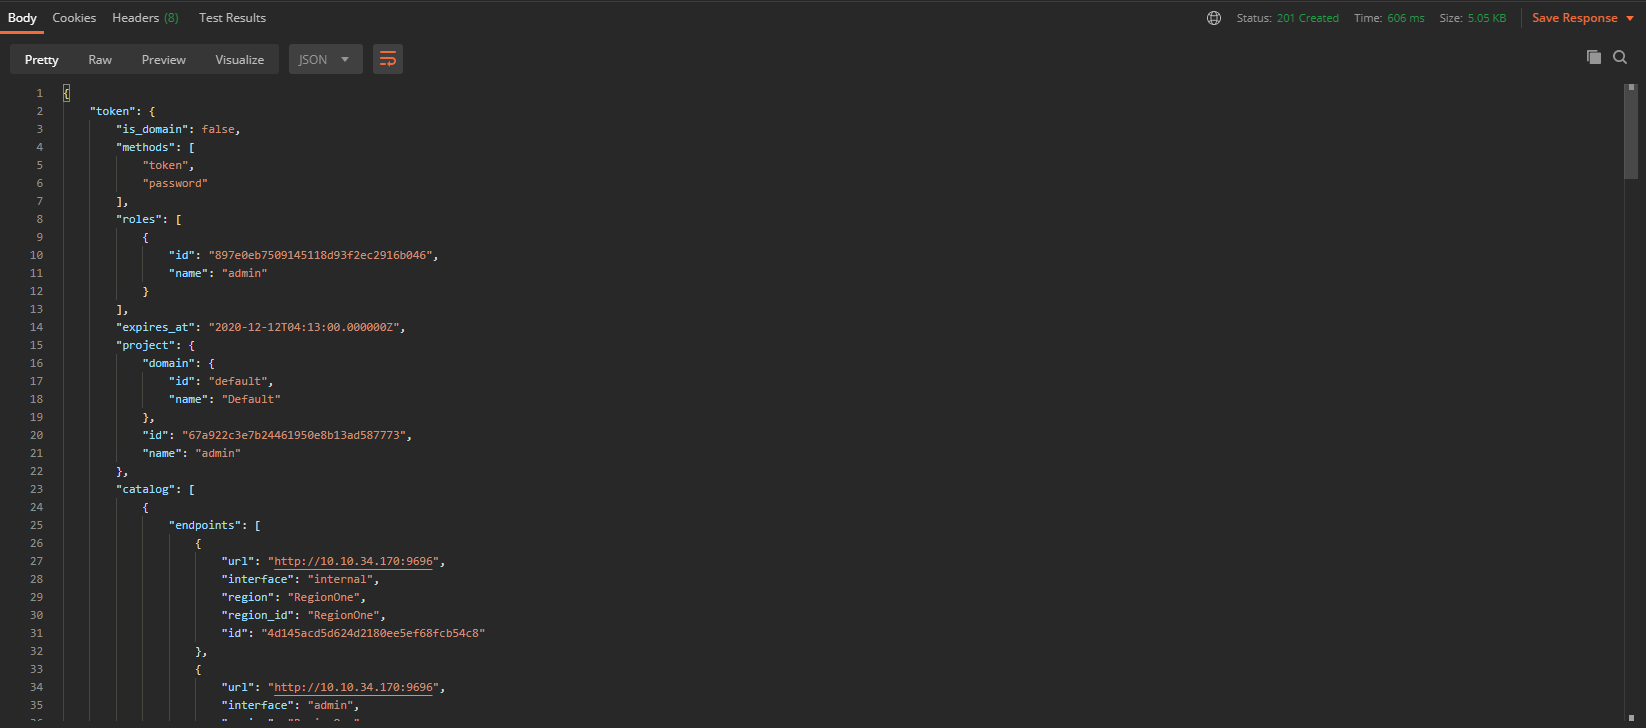 Body Cookies Headers (8) Test Results Status: 201 Created Time: 606 ms Size: 5.05 KB Save Response
Pretty Raw Preview Visualize JSON
1 {
2 "token": {
3 "is_domain": false,
4 "methods": [
5 "token",
6 "password"
7 ],
8 "roles": [
9 {
10 "id": "897e0eb7509145118d93f2ec2916b046",
11 "name": "admin"
12 }
13 ],
14 "expires_at": "2020-12-12T04:13:00.000000Z",
15 "project": {
16 "domain": {
17 "id": "default",
18 "name": "Default"
19 },
20 "id": "67a922c3e7b24461950e8b13ad587773",
21 "name": "admin"
22 },
23 "catalog": [
24 {
25 "endpoints": [
26 {
27 "url": "http://10.10.34.170:9696",
28 "interface": "internal",
29 "region": "RegionOne",
30 "region_id": "RegionOne",
31 "id": "4d145acd5d624d2180ee5ef68fcb54c8"
32 },
33 {
34 "url": "http://10.10.34.170:9696",
35 "interface": "admin",